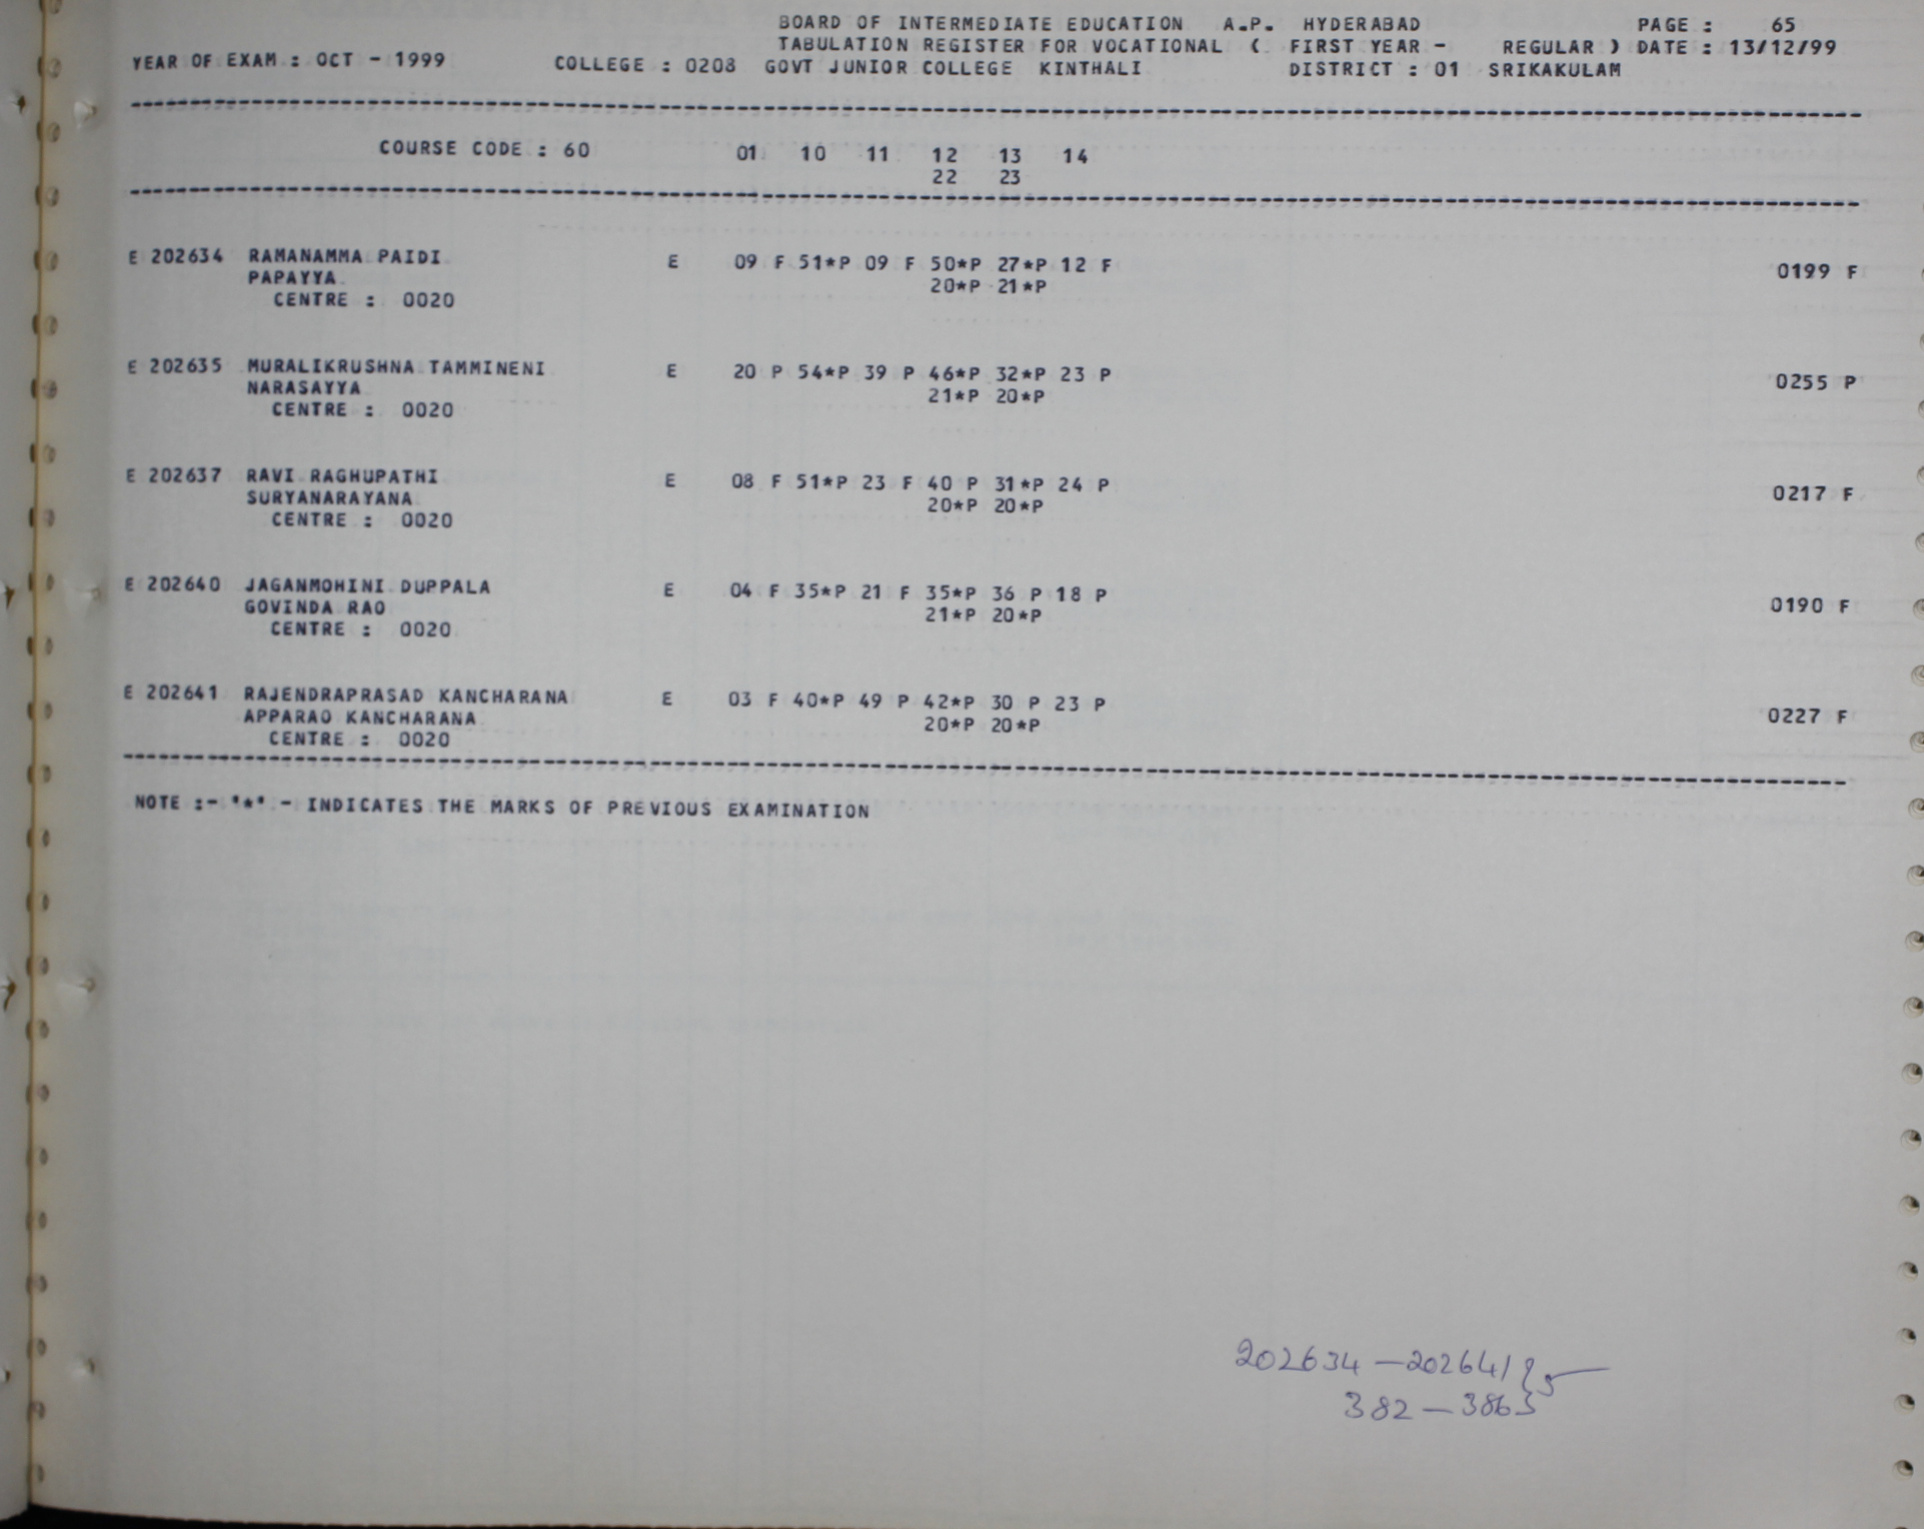 BOARD OF INTERMEDIATE EDUCATION A.P. HYDERABAD PAGE : 65
TABULATION REGISTER FOR VOCATIONAL ( FIRST YEAR - REGULAR ) DATE : 13/12/99
YEAR OF EXAM : OCT - 1999 COLLEGE : 0208 GOVT JUNIOR COLLEGE KINTHALI DISTRICT : 01 SRIKAKULAM
COURSE CODE : 60 01 10 11 12 13 14
22 23
E 202634 RAMANAMMA PAIDI E 09 F 51*P 09 F 50*P 27*P 12 F 0199 F
PAPAYYA 20*P 21*P
CENTRE : 0020
E 202635 MURALIKRUSHNA TAMMINENI E 20 P 54*P 39 P 46*P 32*P 23 P 0255 P
NARASAYYA 21*P 20*P
CENTRE : 0020
E 202637 RAVI RAGHUPATHI E 08 F 51*P 23 F 40 P 31*P 24 P 0217 F
SURYANARAYANA 20*P 20*P
CENTRE : 0020
E 202640 JAGANMOHINI DUPPALA E 04 F 35*P 21 F 35*P 36 P 18 P 0190 F
GOVINDA RAO 21*P 20*P
CENTRE : 0020
E 202641 RAJENDRAPRASAD KANCHARANA E 03 F 40*P 49 P 42*P 30 P 23 P 0227 F
APPARAO KANCHARANA 20*P 20*P
CENTRE : 0020
NOTE :- '*' - INDICATES THE MARKS OF PREVIOUS EXAMINATION
202634 — 202641 } 5
382 — 386